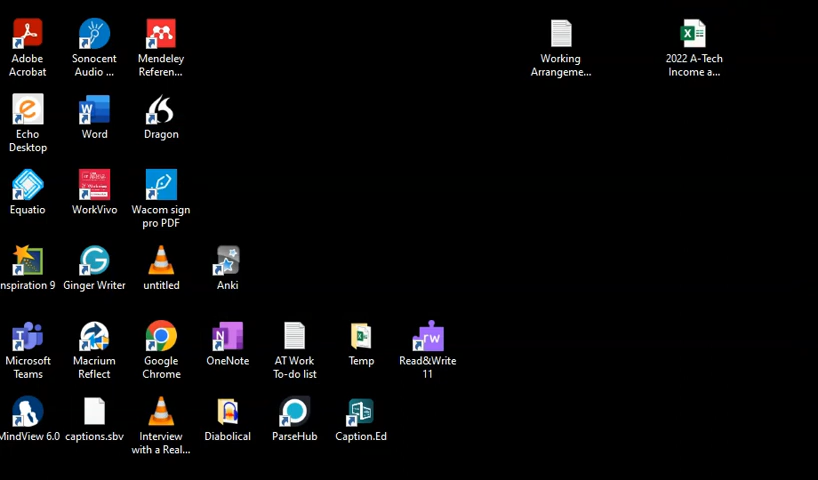 Adobe
Acrobat
Sonocent
Audio ...
Mendeley
Referen...
Working
Arrangeme...
2022 A-Tech
Income a...
Echo
Desktop
Word
Dragon
Equatio
WorkVivo
Wacom sign
pro PDF
nspiration 9
Ginger Writer
untitled
Anki
Microsoft
Teams
Macrium
Reflect
Google
Chrome
OneNote
AT Work
To-do list
Temp
rw
Read&Write
11
MindView 6.0
captions.sbv
Interview
with a Real...
Diabolical
ParseHub
Caption.Ed